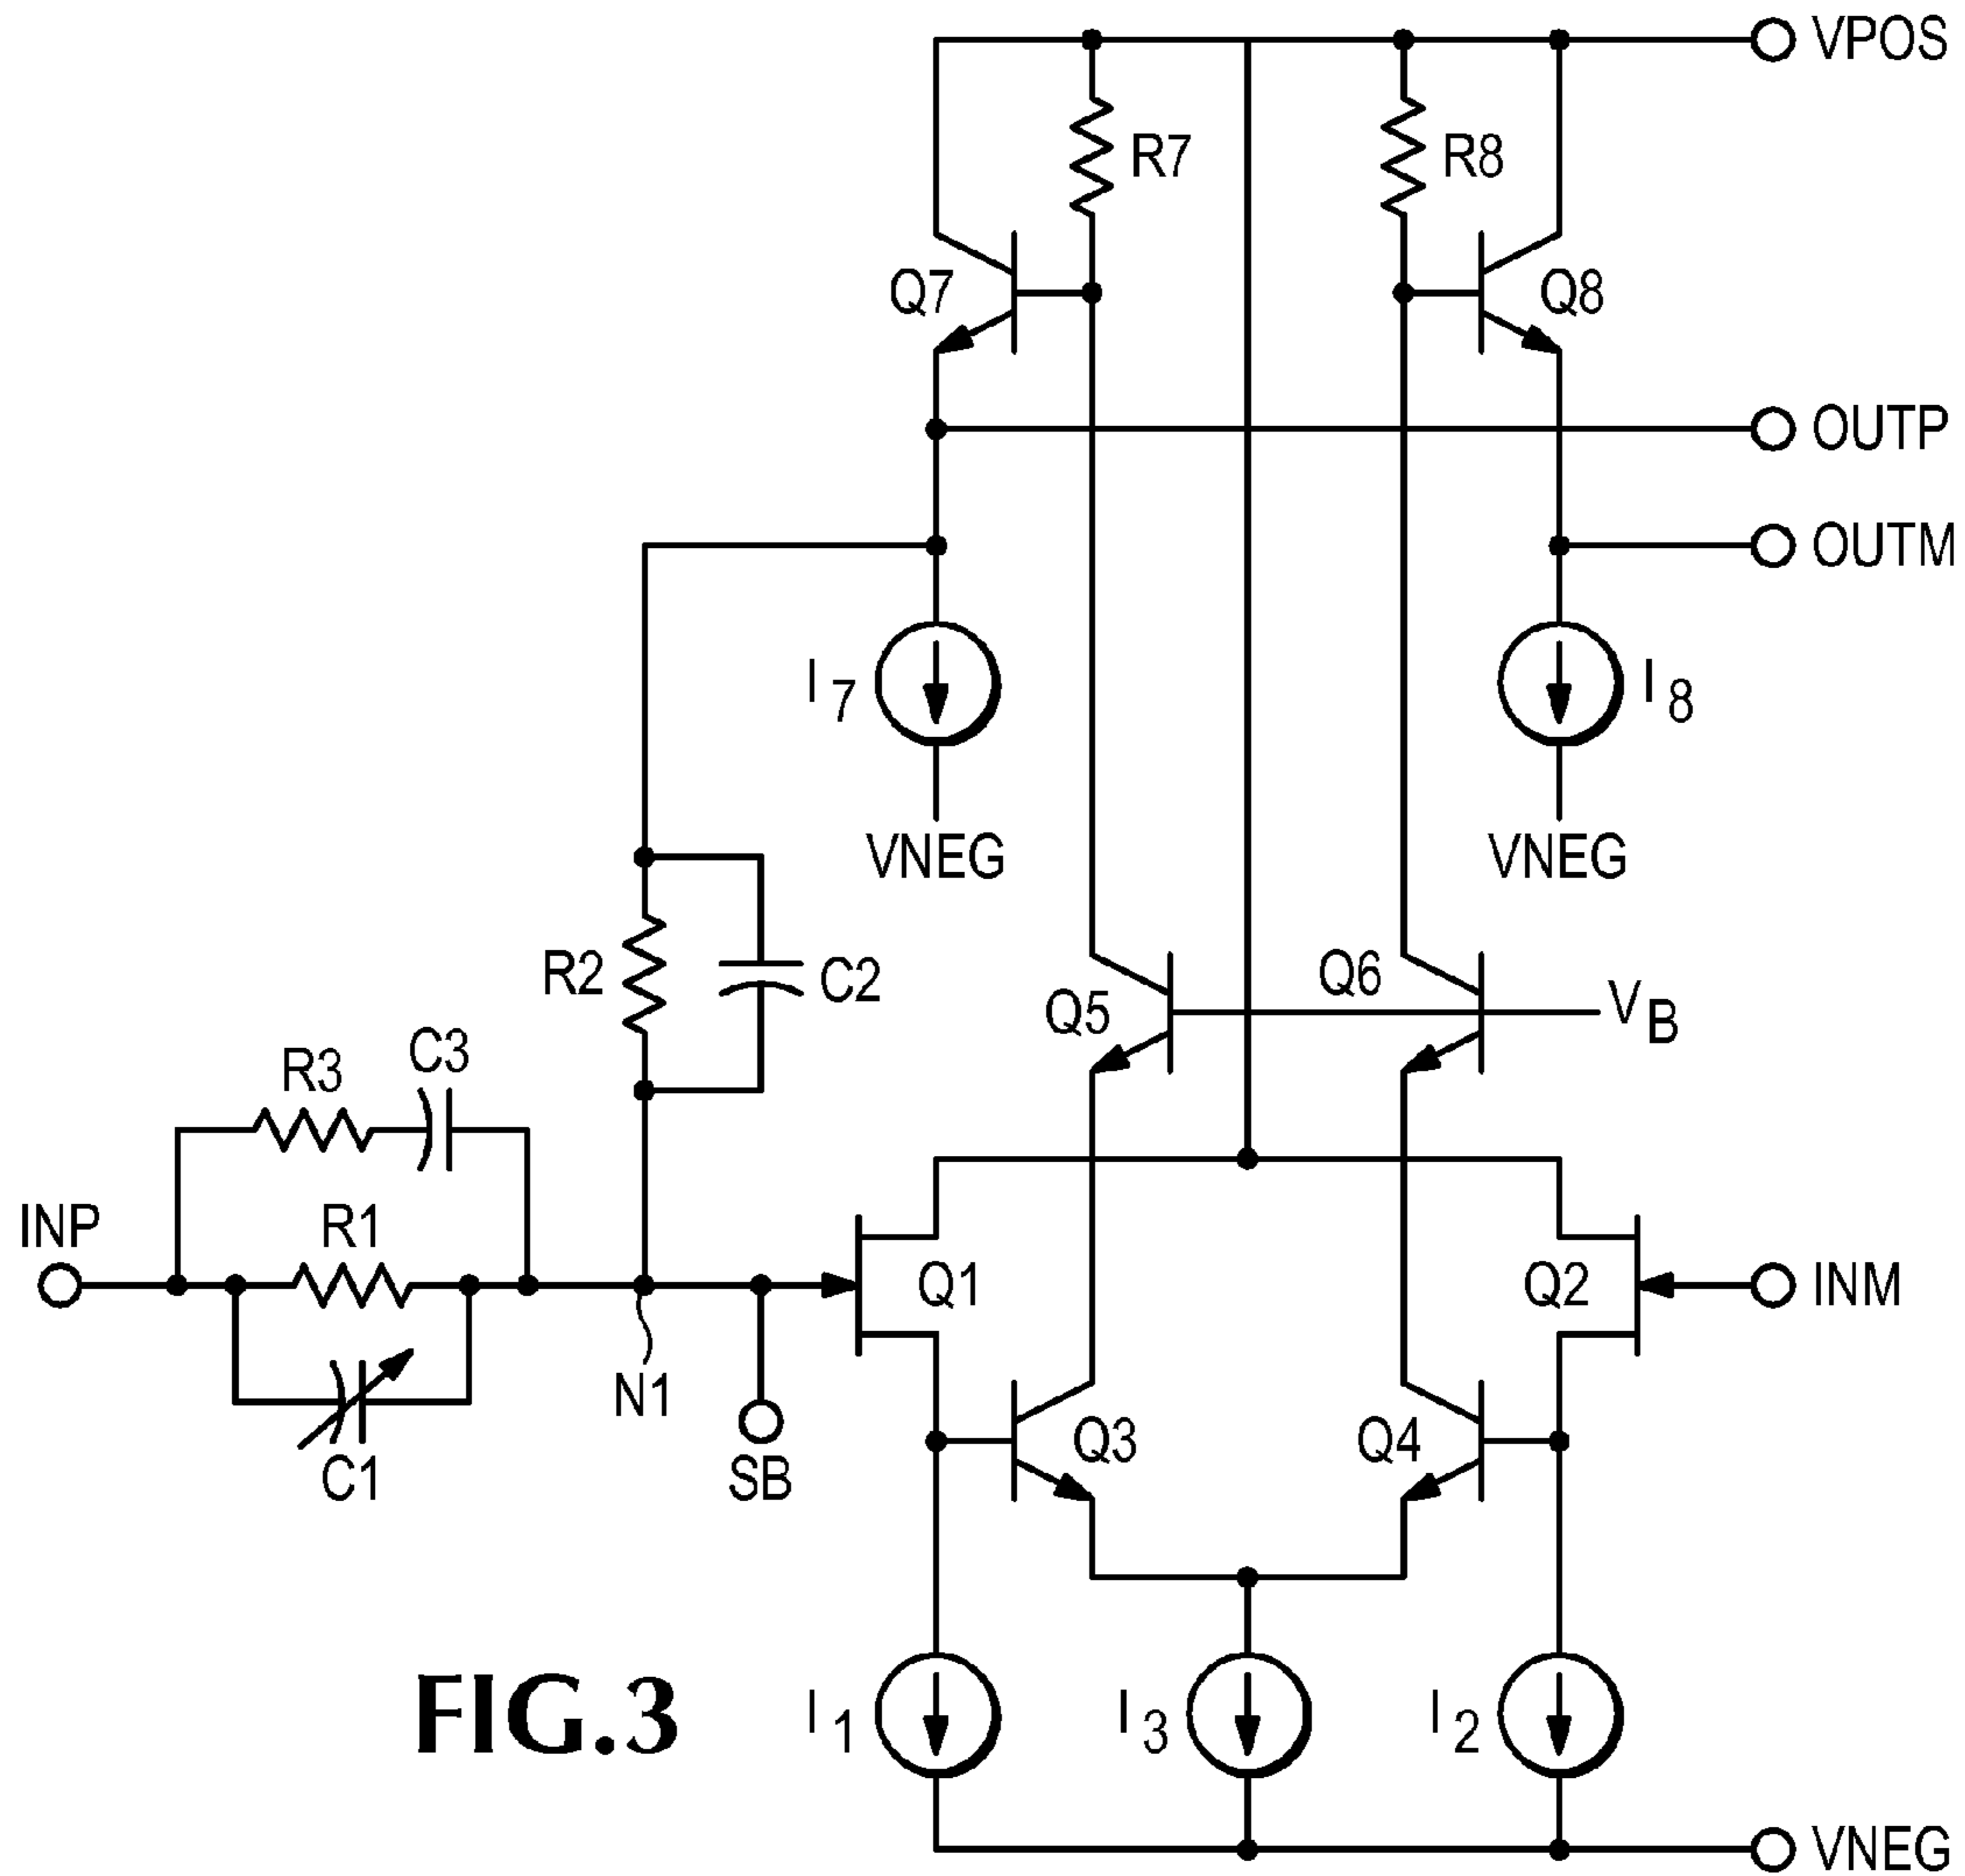 VPOS
R7
R8
Q7
Q8
OUTP
OUTM
I7
I8
VNEG
VNEG
R2
C2
Q5
Q6
VB
R3
C3
INP
R1
Q1
Q2
INM
N1
C1
SB
Q3
Q4
FIG.3
I1
I3
I2
VNEG